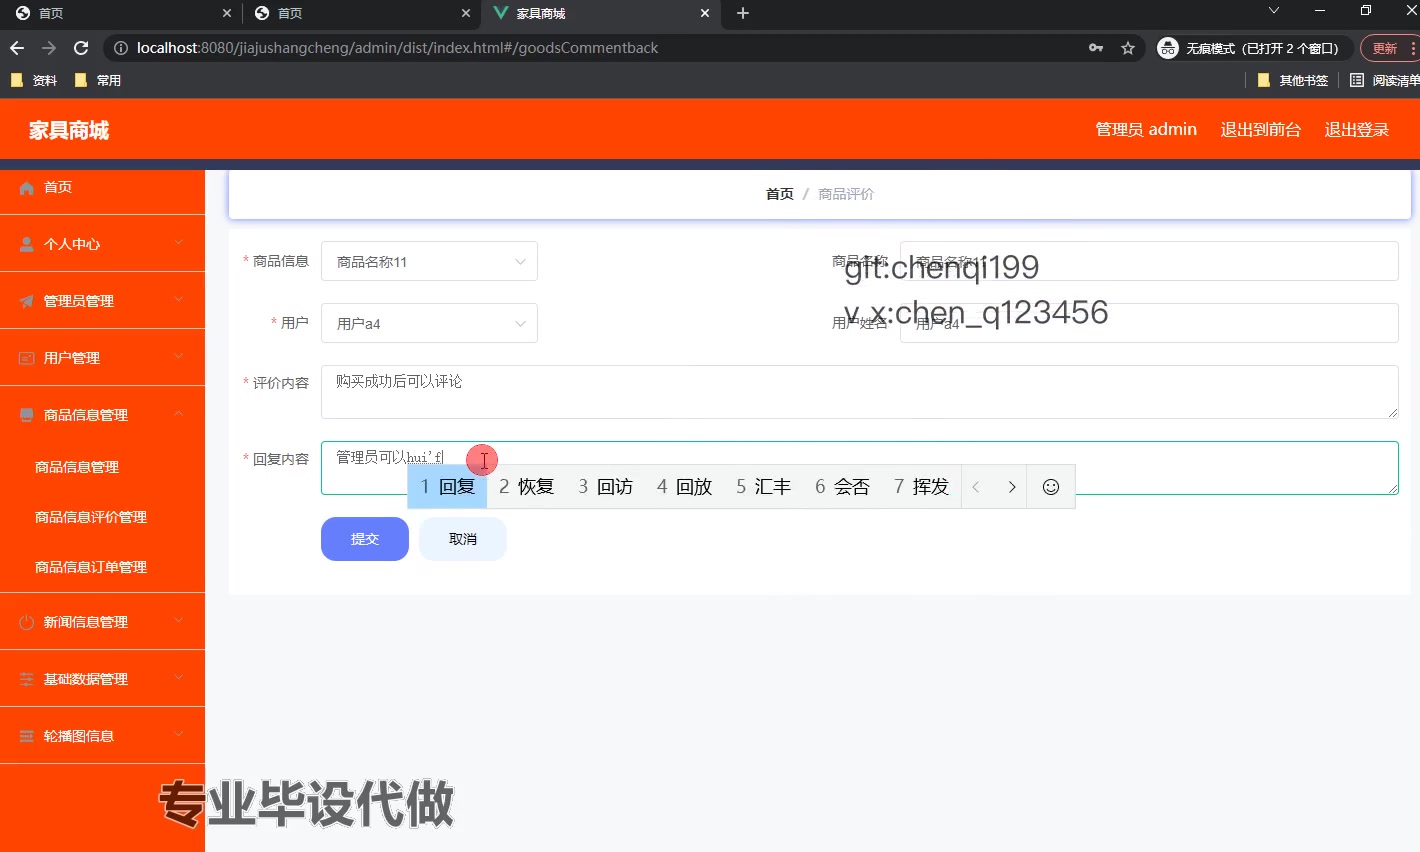 首页
首页
家具商城
localhost:8080/jiajushangcheng/admin/dist/index.html#/goodsCommentback
无痕模式（已打开 2 个窗口）
更新
资料
常用
其他书签
阅读清单
家具商城
管理员 admin
退出到前台
退出登录
首页
个人中心
管理员管理
用户管理
商品信息管理
商品信息管理
商品信息评价管理
商品信息订单管理
新闻信息管理
基础数据管理
轮播图信息
首页 / 商品评价
* 商品信息
商品名称11
商品名称
商品名称11
git:chenqi199
* 用户
用户a4
用户姓名
用户a4
v_x:chen_q123456
* 评价内容
购买成功后可以评论
* 回复内容
管理员可以hui'f
1 回复 2 恢复 3 回访 4 回放 5 汇丰 6 会否 7 挥发
提交
取消
专业毕设代做